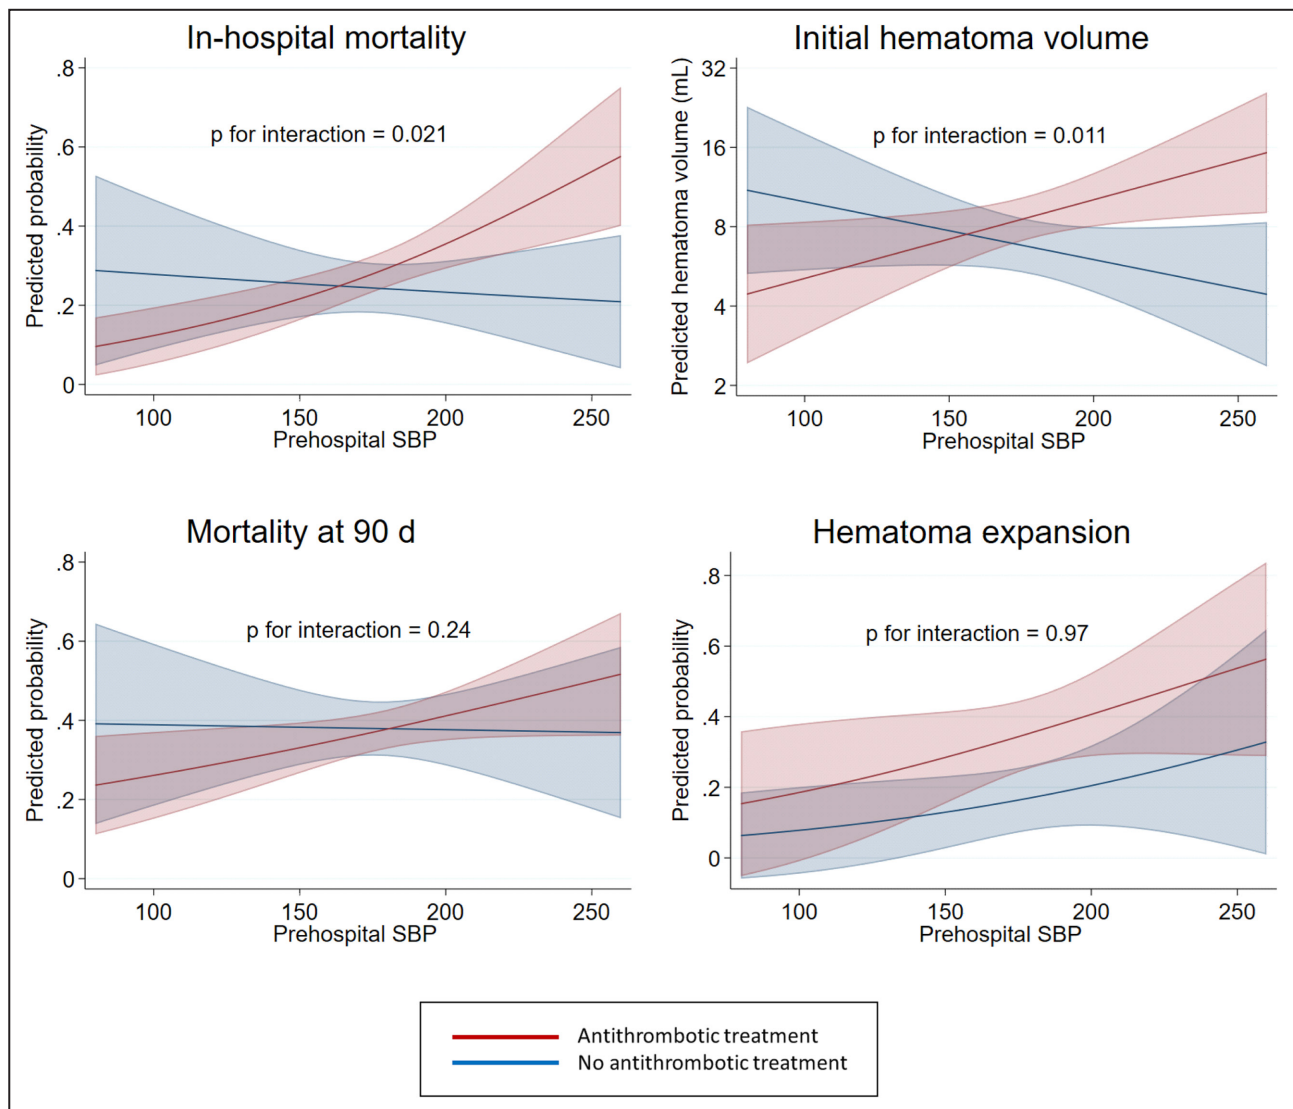 In-hospital mortality
Predicted probability
.8
.6
.4
.2
0
p for interaction = 0.021
100 150 200 250
Prehospital SBP
Initial hematoma volume
Predicted hematoma volume (mL)
32
16
8
4
2
p for interaction = 0.011
100 150 200 250
Prehospital SBP
Mortality at 90 d
Predicted probability
.8
.6
.4
.2
0
p for interaction = 0.24
100 150 200 250
Prehospital SBP
Hematoma expansion
Predicted probability
.8
.6
.4
.2
0
p for interaction = 0.97
100 150 200 250
Prehospital SBP
Antithrombotic treatment
No antithrombotic treatment